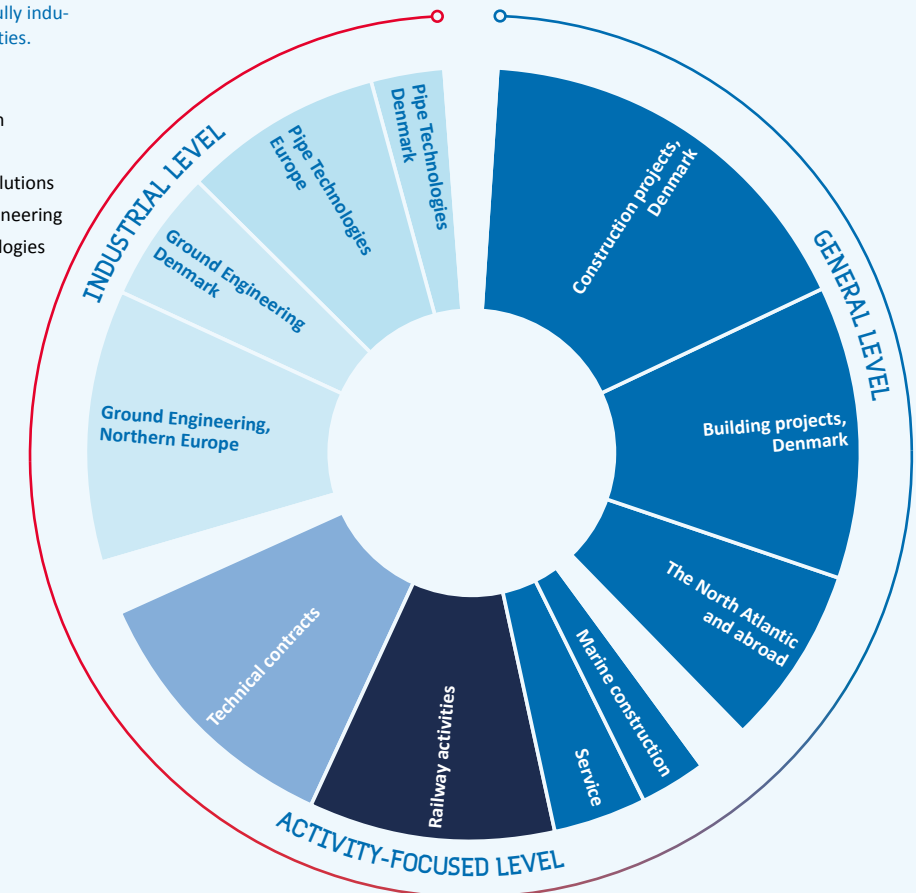 ully indu-
ties.
n
lutions
neering
logies
INDUSTRIAL LEVEL
Pipe Technologies
Denmark
Pipe Technologies
Europe
Ground Engineering
Denmark
Ground Engineering,
Northern Europe
GENERAL LEVEL
Construction projects,
Denmark
Building projects,
Denmark
The North Atlantic
and abroad
Marine construction
Service
Railway activities
Technical contracts
ACTIVITY-FOCUSED LEVEL